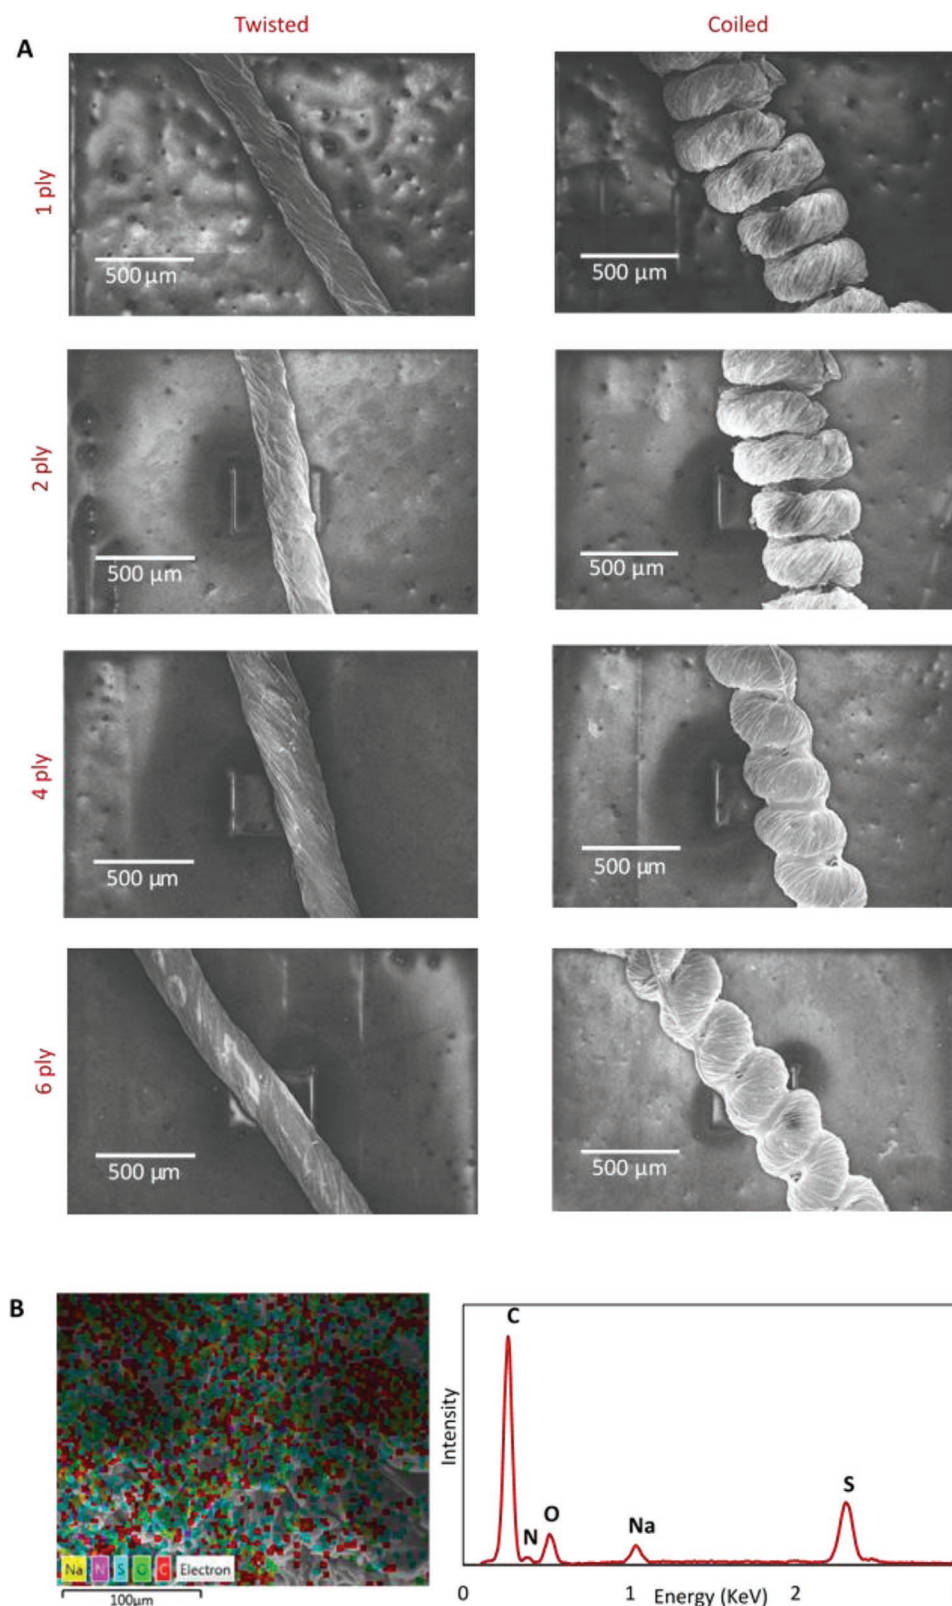 Twisted
Coiled
A
1 ply
500 µm
500 µm
2 ply
500 µm
500 µm
4 ply
500 µm
500 µm
6 ply
500 µm
500 µm
B
Na N S O C Electron
100µm
Intensity
C
N
O
Na
S
0 1 2
Energy (KeV)